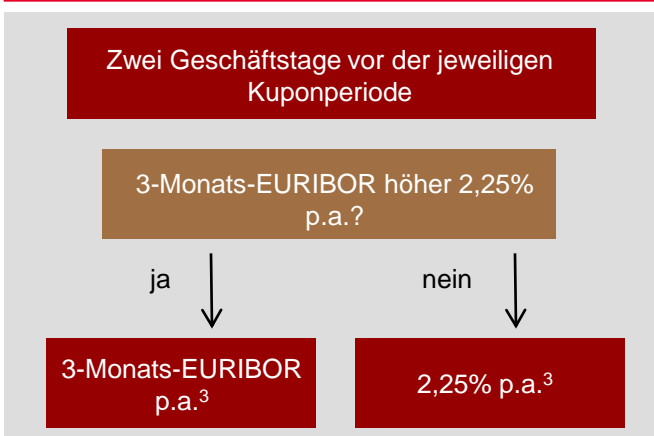 Zwei Geschäftstage vor der jeweiligen
Kuponperiode
3-Monats-EURIBOR höher 2,25%
p.a.?
ja
nein
3-Monats-EURIBOR
p.a.³
2,25% p.a.³